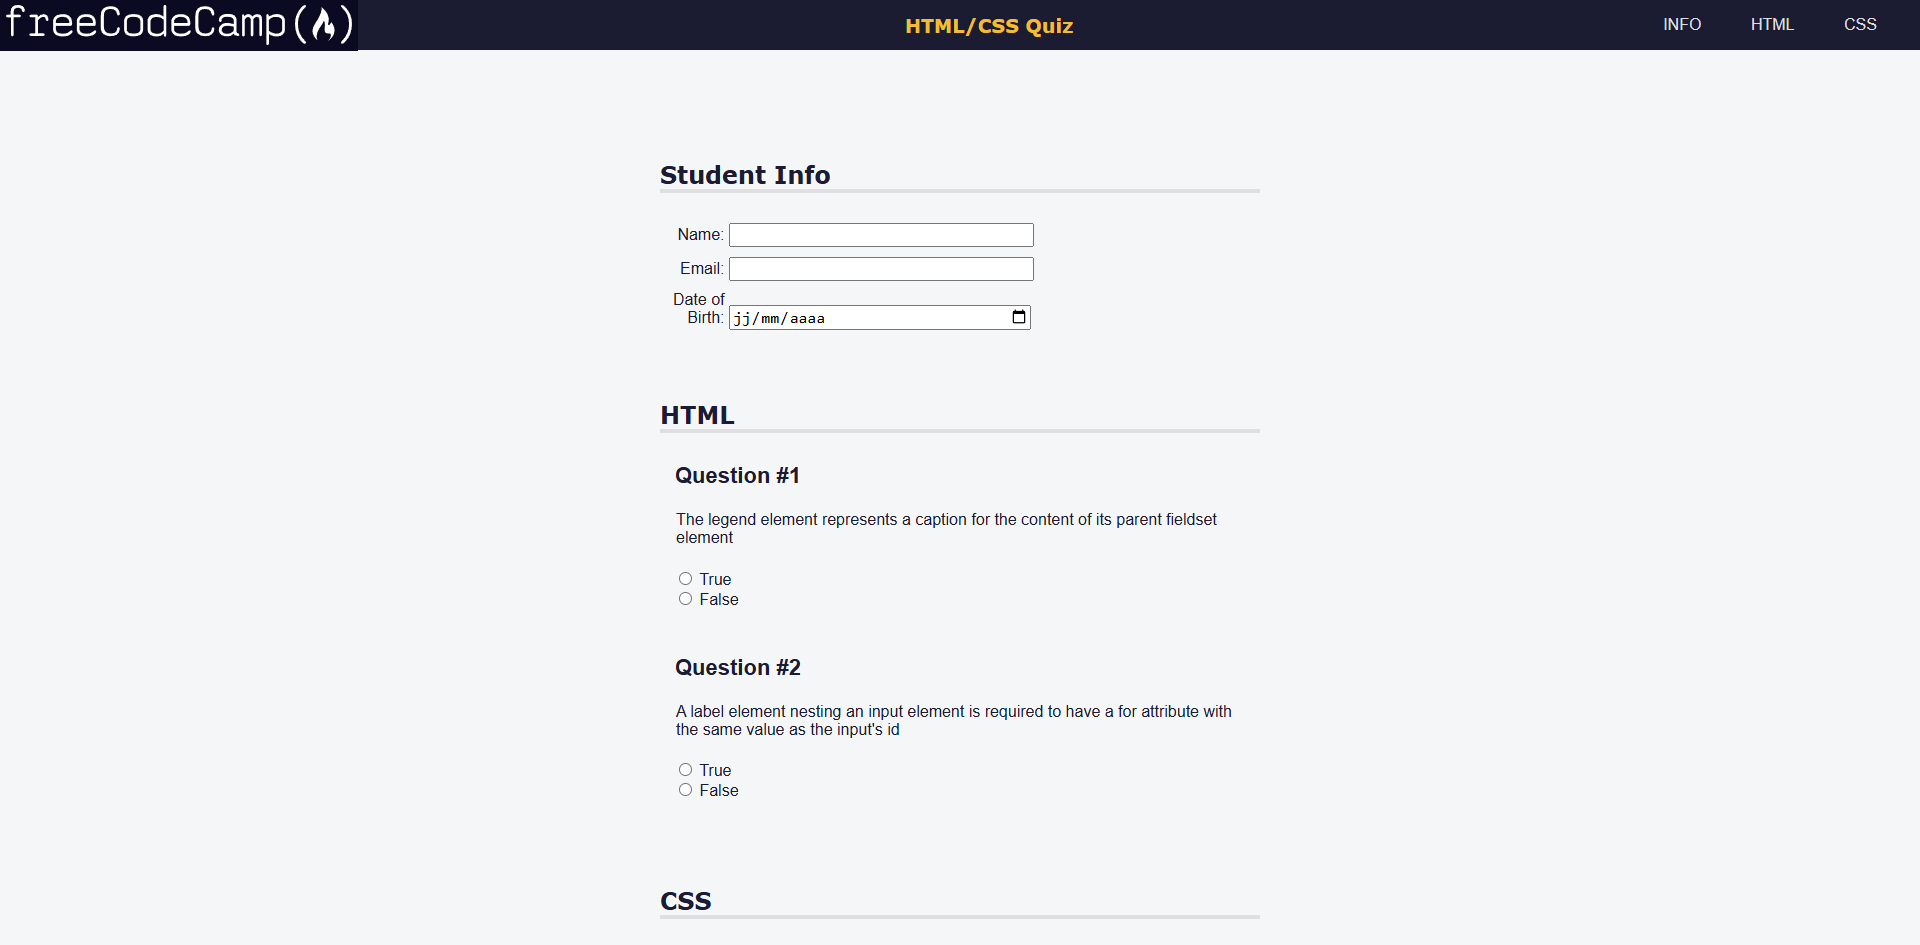 freeCodeCamp(🔥)
HTML/CSS Quiz
INFO
HTML
CSS
Student Info
Name:
Email:
Date of
Birth:
jj/mm/aaaa
HTML
Question #1
The legend element represents a caption for the content of its parent fieldset
element
True
False
Question #2
A label element nesting an input element is required to have a for attribute with
the same value as the input's id
True
False
CSS